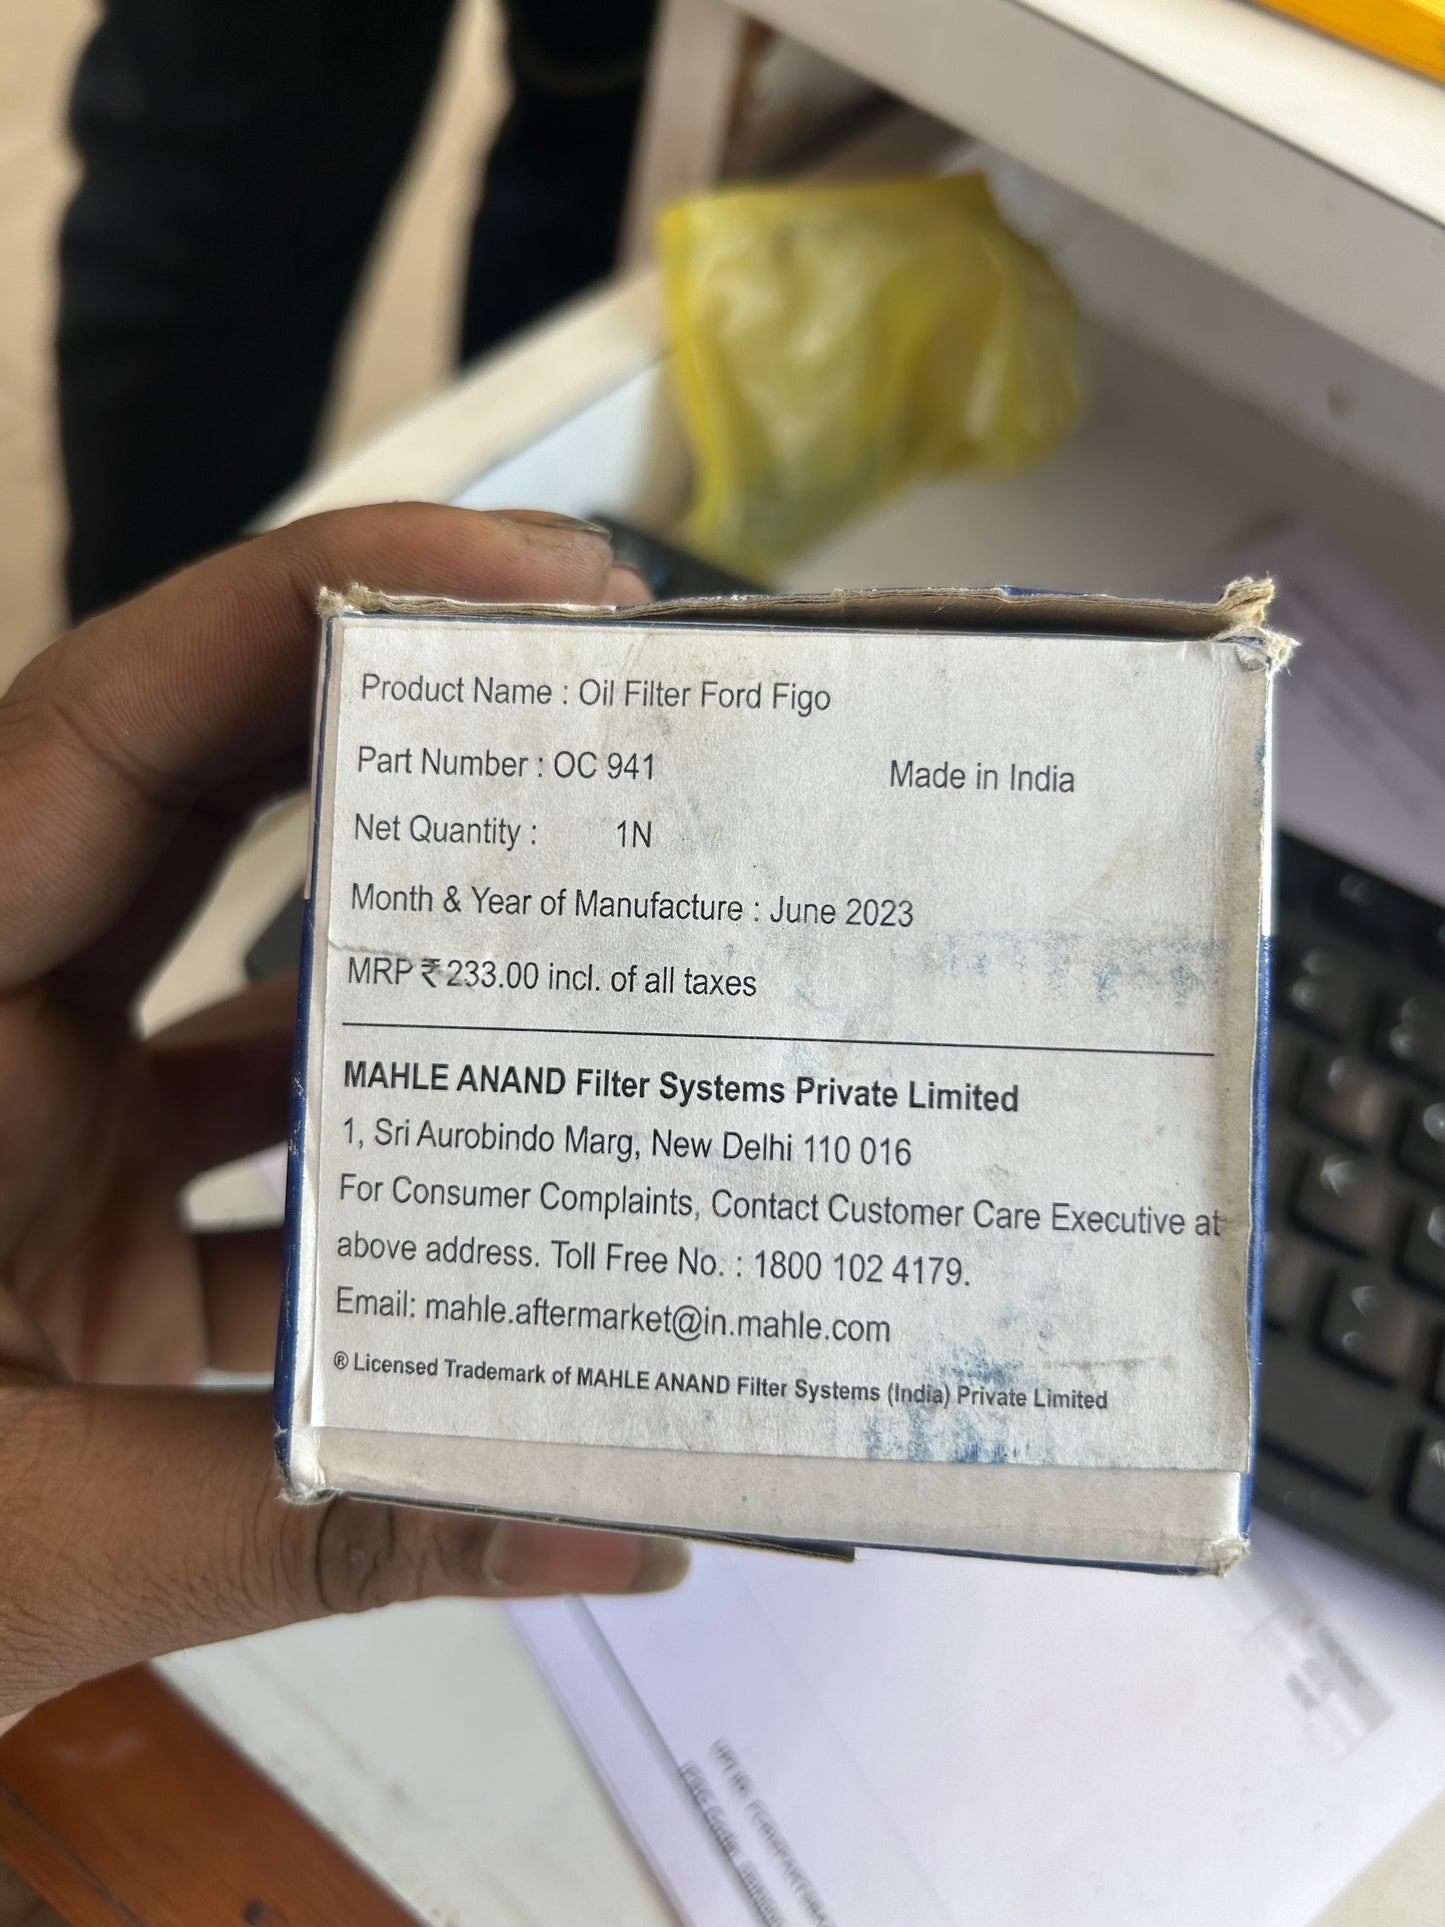 Product Name : Oil Filter Ford Figo
Part Number : OC 941 Made in India
Net Quantity : 1N
Month & Year of Manufacture : June 2023
MRP ₹ 233.00 incl. of all taxes
MAHLE ANAND Filter Systems Private Limited
1, Sri Aurobindo Marg, New Delhi 110 016
For Consumer Complaints, Contact Customer Care Executive at
above address. Toll Free No. : 1800 102 4179.
Email: mahle.aftermarket@in.mahle.com
® Licensed Trademark of MAHLE ANAND Filter Systems (India) Private Limited